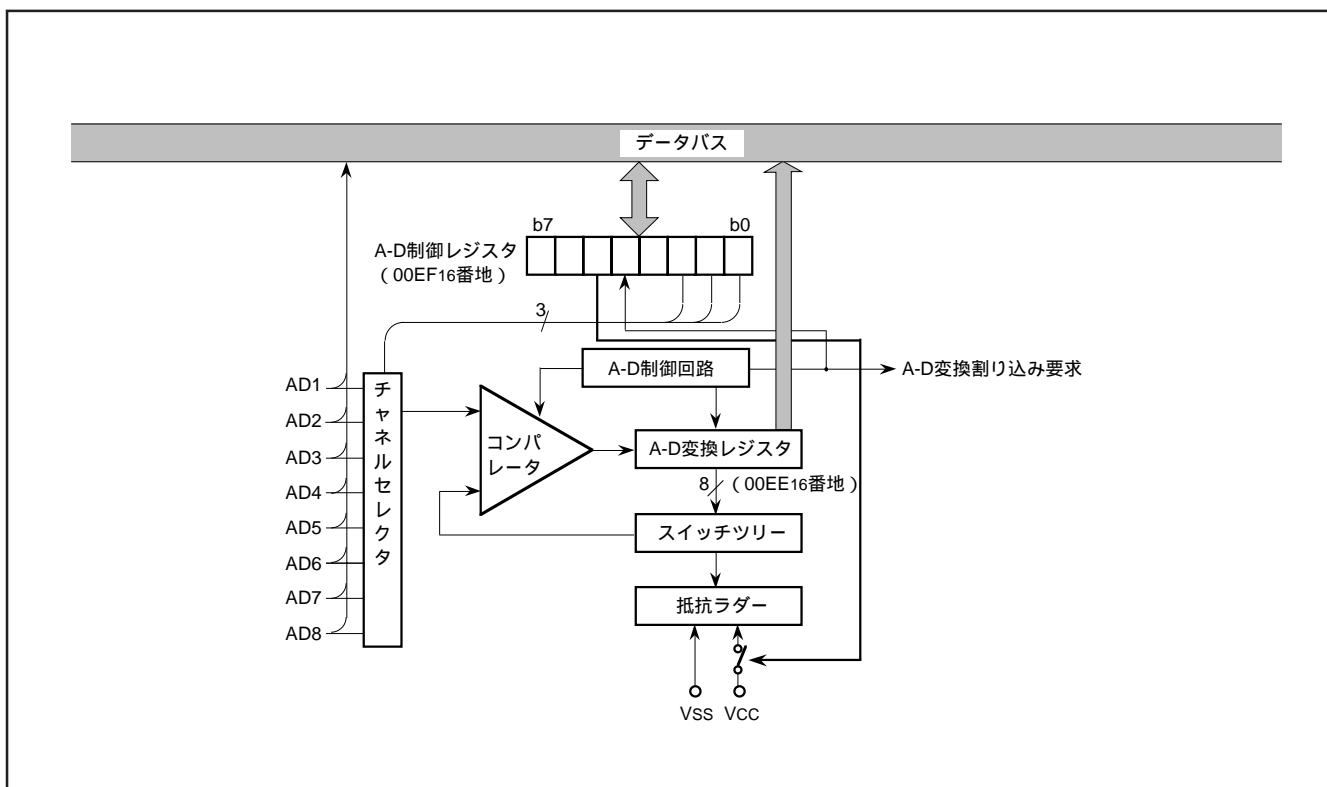 データバス
b7 b0
A-D制御レジスタ
(00EF16番地)
3
A-D制御回路
A-D変換割り込み要求
AD1
AD2
AD3
AD4
AD5
AD6
AD7
AD8
チャネルセレクタ
コンパ
レータ
A-D変換レジスタ
8 (00EE16番地)
スイッチツリー
抵抗ラダー
VSS VCC